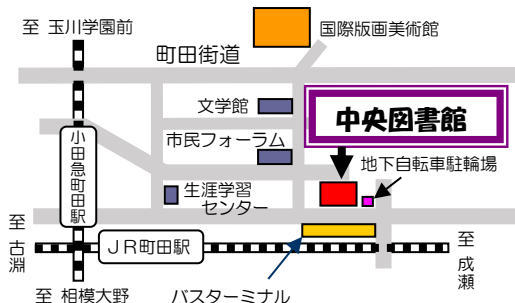 至 玉川学園前
国際版画美術館
町田街道
文学館
中央図書館
市民フォーラム
地下自転車駐輪場
小田急町田駅
生涯学習
センター
至 古淵
JR町田駅
至 成瀬
至 相模大野
バスターミナル